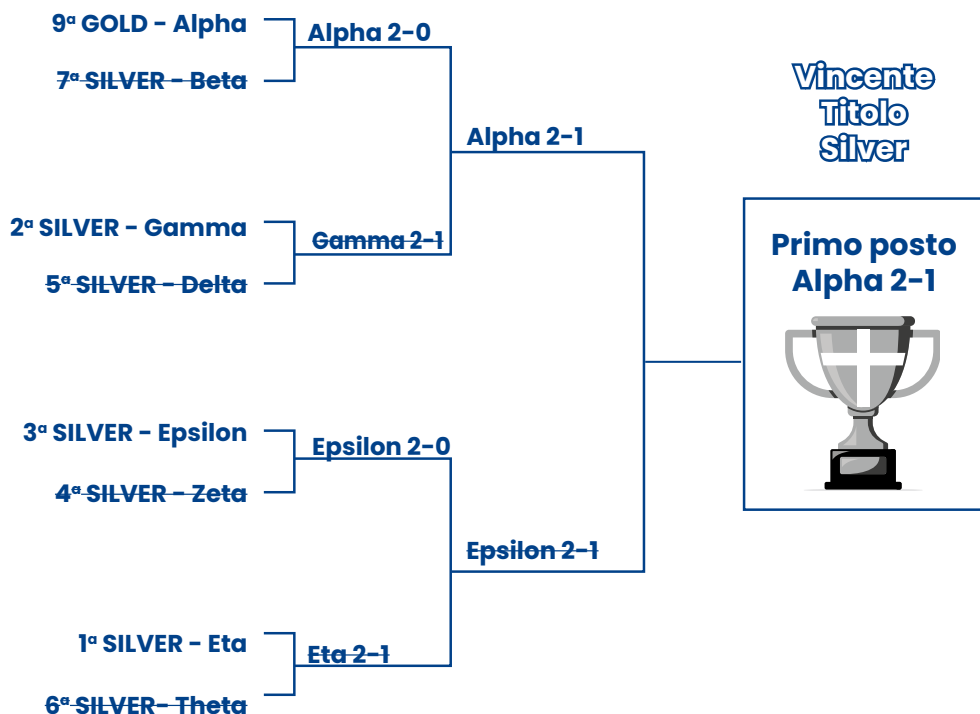 9ª GOLD - Alpha
Alpha 2-0
7ª SILVER - Beta
Alpha 2-1
2ª SILVER - Gamma
Gamma 2-1
5ª SILVER - Delta
3ª SILVER - Epsilon
Epsilon 2-0
4ª SILVER - Zeta
Epsilon 2-1
1ª SILVER - Eta
Eta 2-1
6ª SILVER- Theta
Vincente
Titolo
Silver
Primo posto
Alpha 2-1